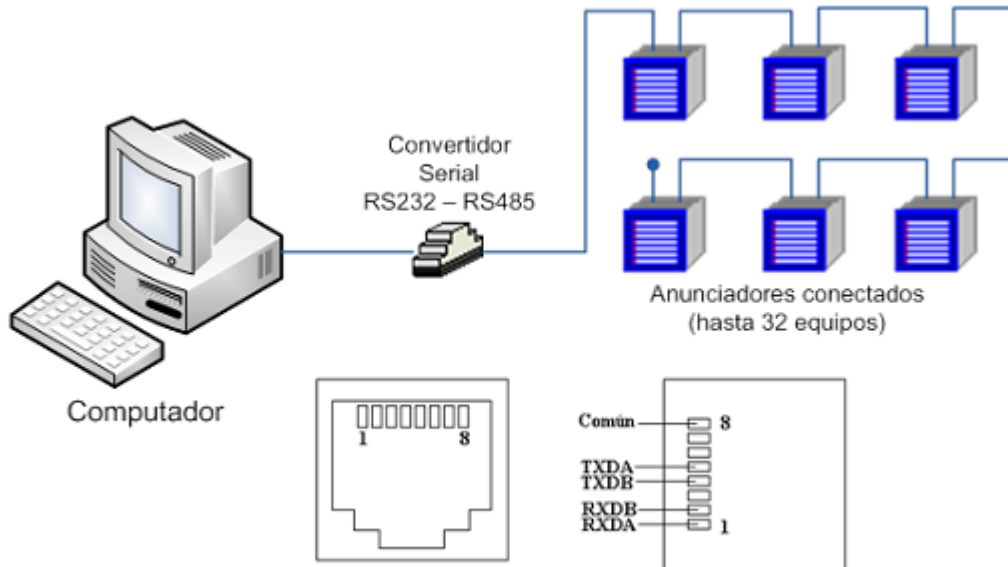 Convertidor
Serial
RS232 – RS485
Anunciadores conectados
(hasta 32 equipos)
Computador
1 8
Común 8
TXDA
TXDB
RXDB
RXDA 1